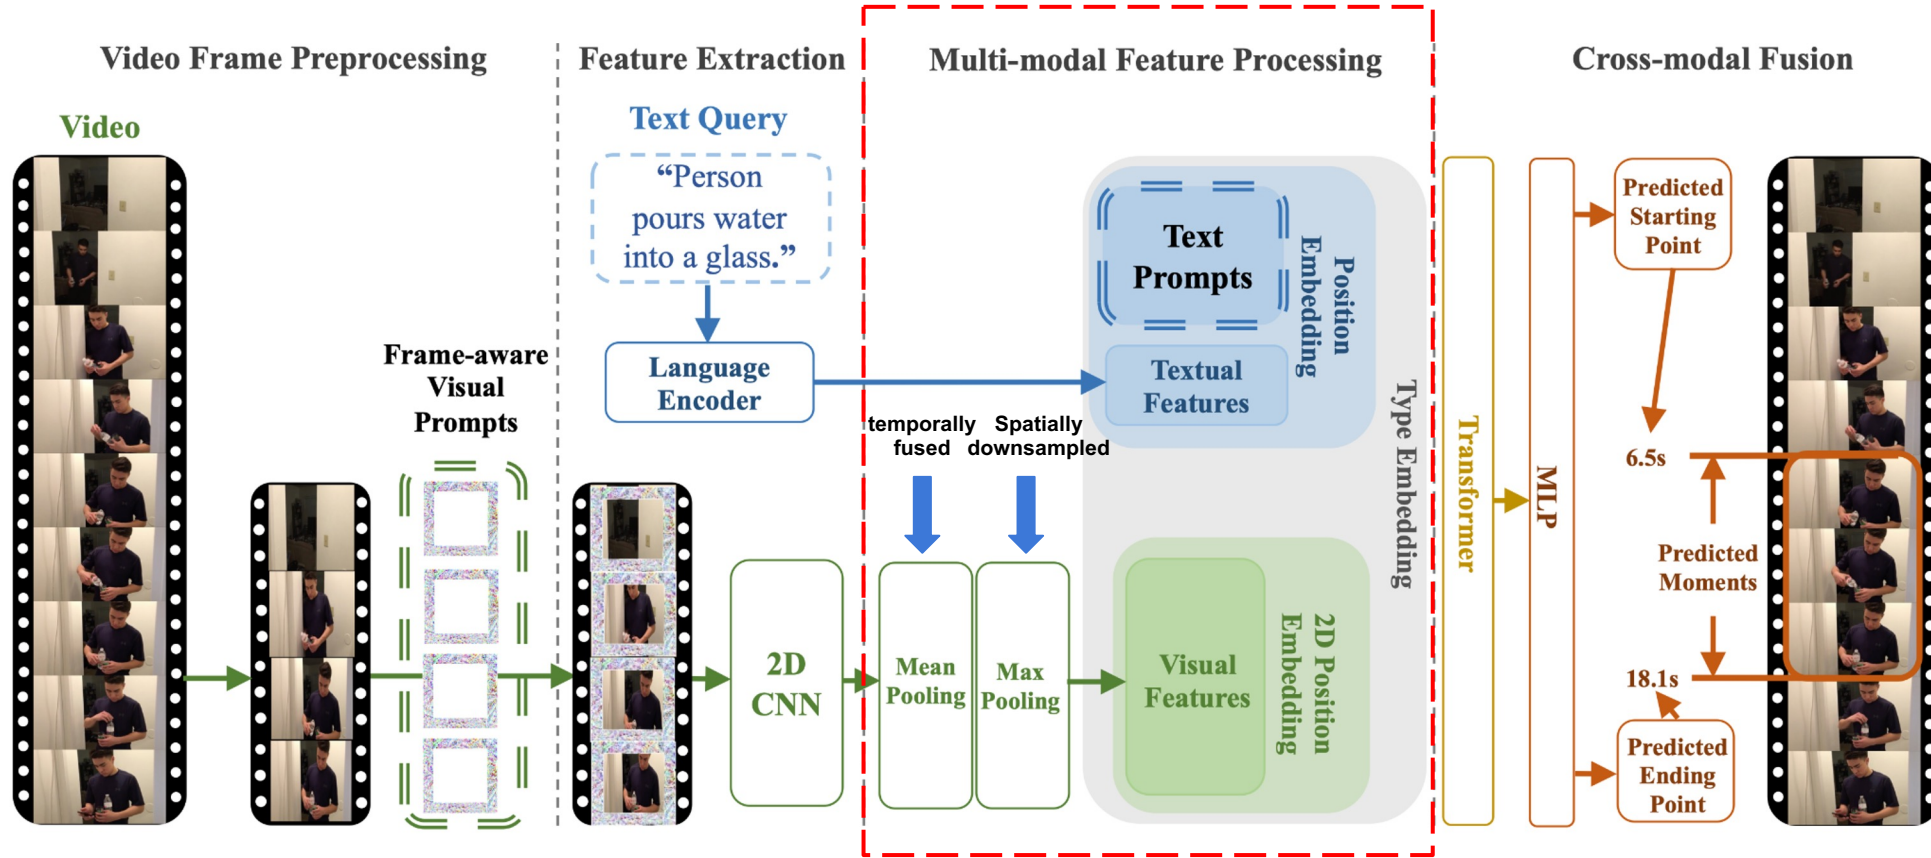 Video Frame Preprocessing
Feature Extraction
Multi-modal Feature Processing
Cross-modal Fusion
Video
Frame-aware
Visual
Prompts
Text Query
“Person
pours water
into a glass.”
Language
Encoder
2D
CNN
temporally
fused
Spatially
downsampled
Mean
Pooling
Max
Pooling
Text
Prompts
Position
Embedding
Textual
Features
Type Embedding
Visual
Features
2D Position
Embedding
Transformer
MLP
Predicted
Starting
Point
6.5s
Predicted
Moments
18.1s
Predicted
Ending
Point